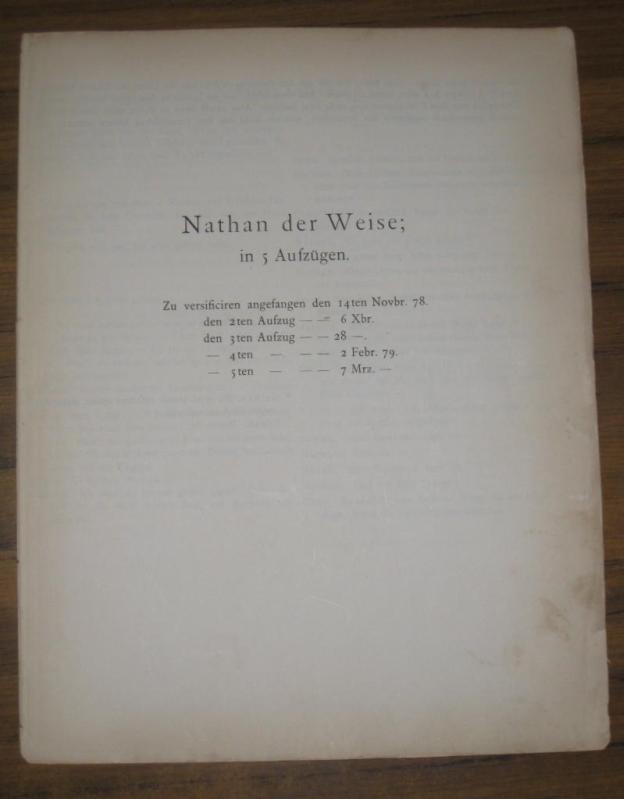 Nathan der Weise;
in 5 Aufzügen.
Zu versificiren angefangen den 14ten Novbr. 78.
den 2ten Aufzug — — 6 Xbr.
den 3ten Aufzug — — 28 —.
— 4ten — — — 2 Febr. 79.
— 5ten — — — 7 Mrz. —